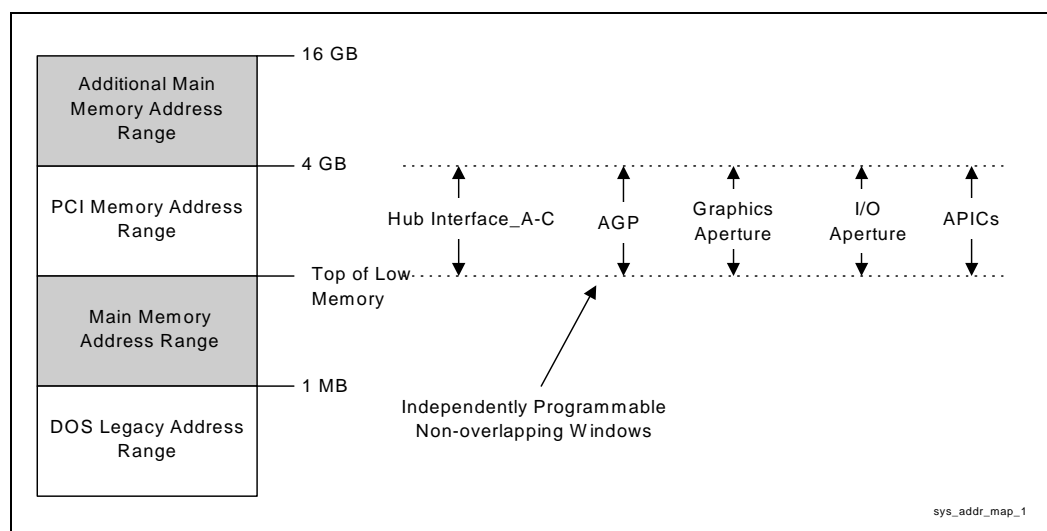 16 GB
Additional Main
Memory Address
Range
4 GB
PCI Memory Address
Range
Hub Interface_A-C
AGP
Graphics
Aperture
I/O
Aperture
APICs
Top of Low
Memory
Main Memory
Address Range
1 MB
DOS Legacy Address
Range
Independently Programmable
Non-overlapping Windows
sys_addr_map_1